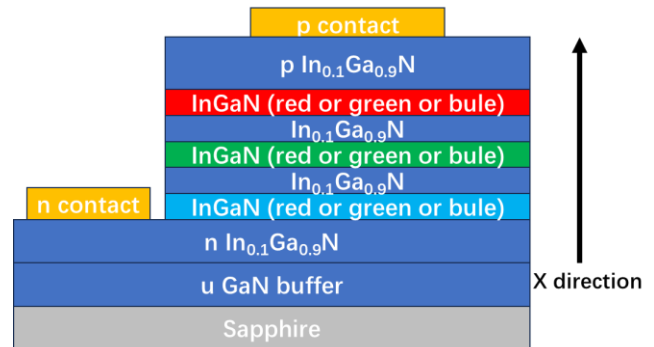 p contact
p In₀.₁Ga₀.₉N
InGaN (red or green or bule)
In₀.₁Ga₀.₉N
InGaN (red or green or bule)
In₀.₁Ga₀.₉N
InGaN (red or green or bule)
n contact
n In₀.₁Ga₀.₉N
u GaN buffer
Sapphire
X direction